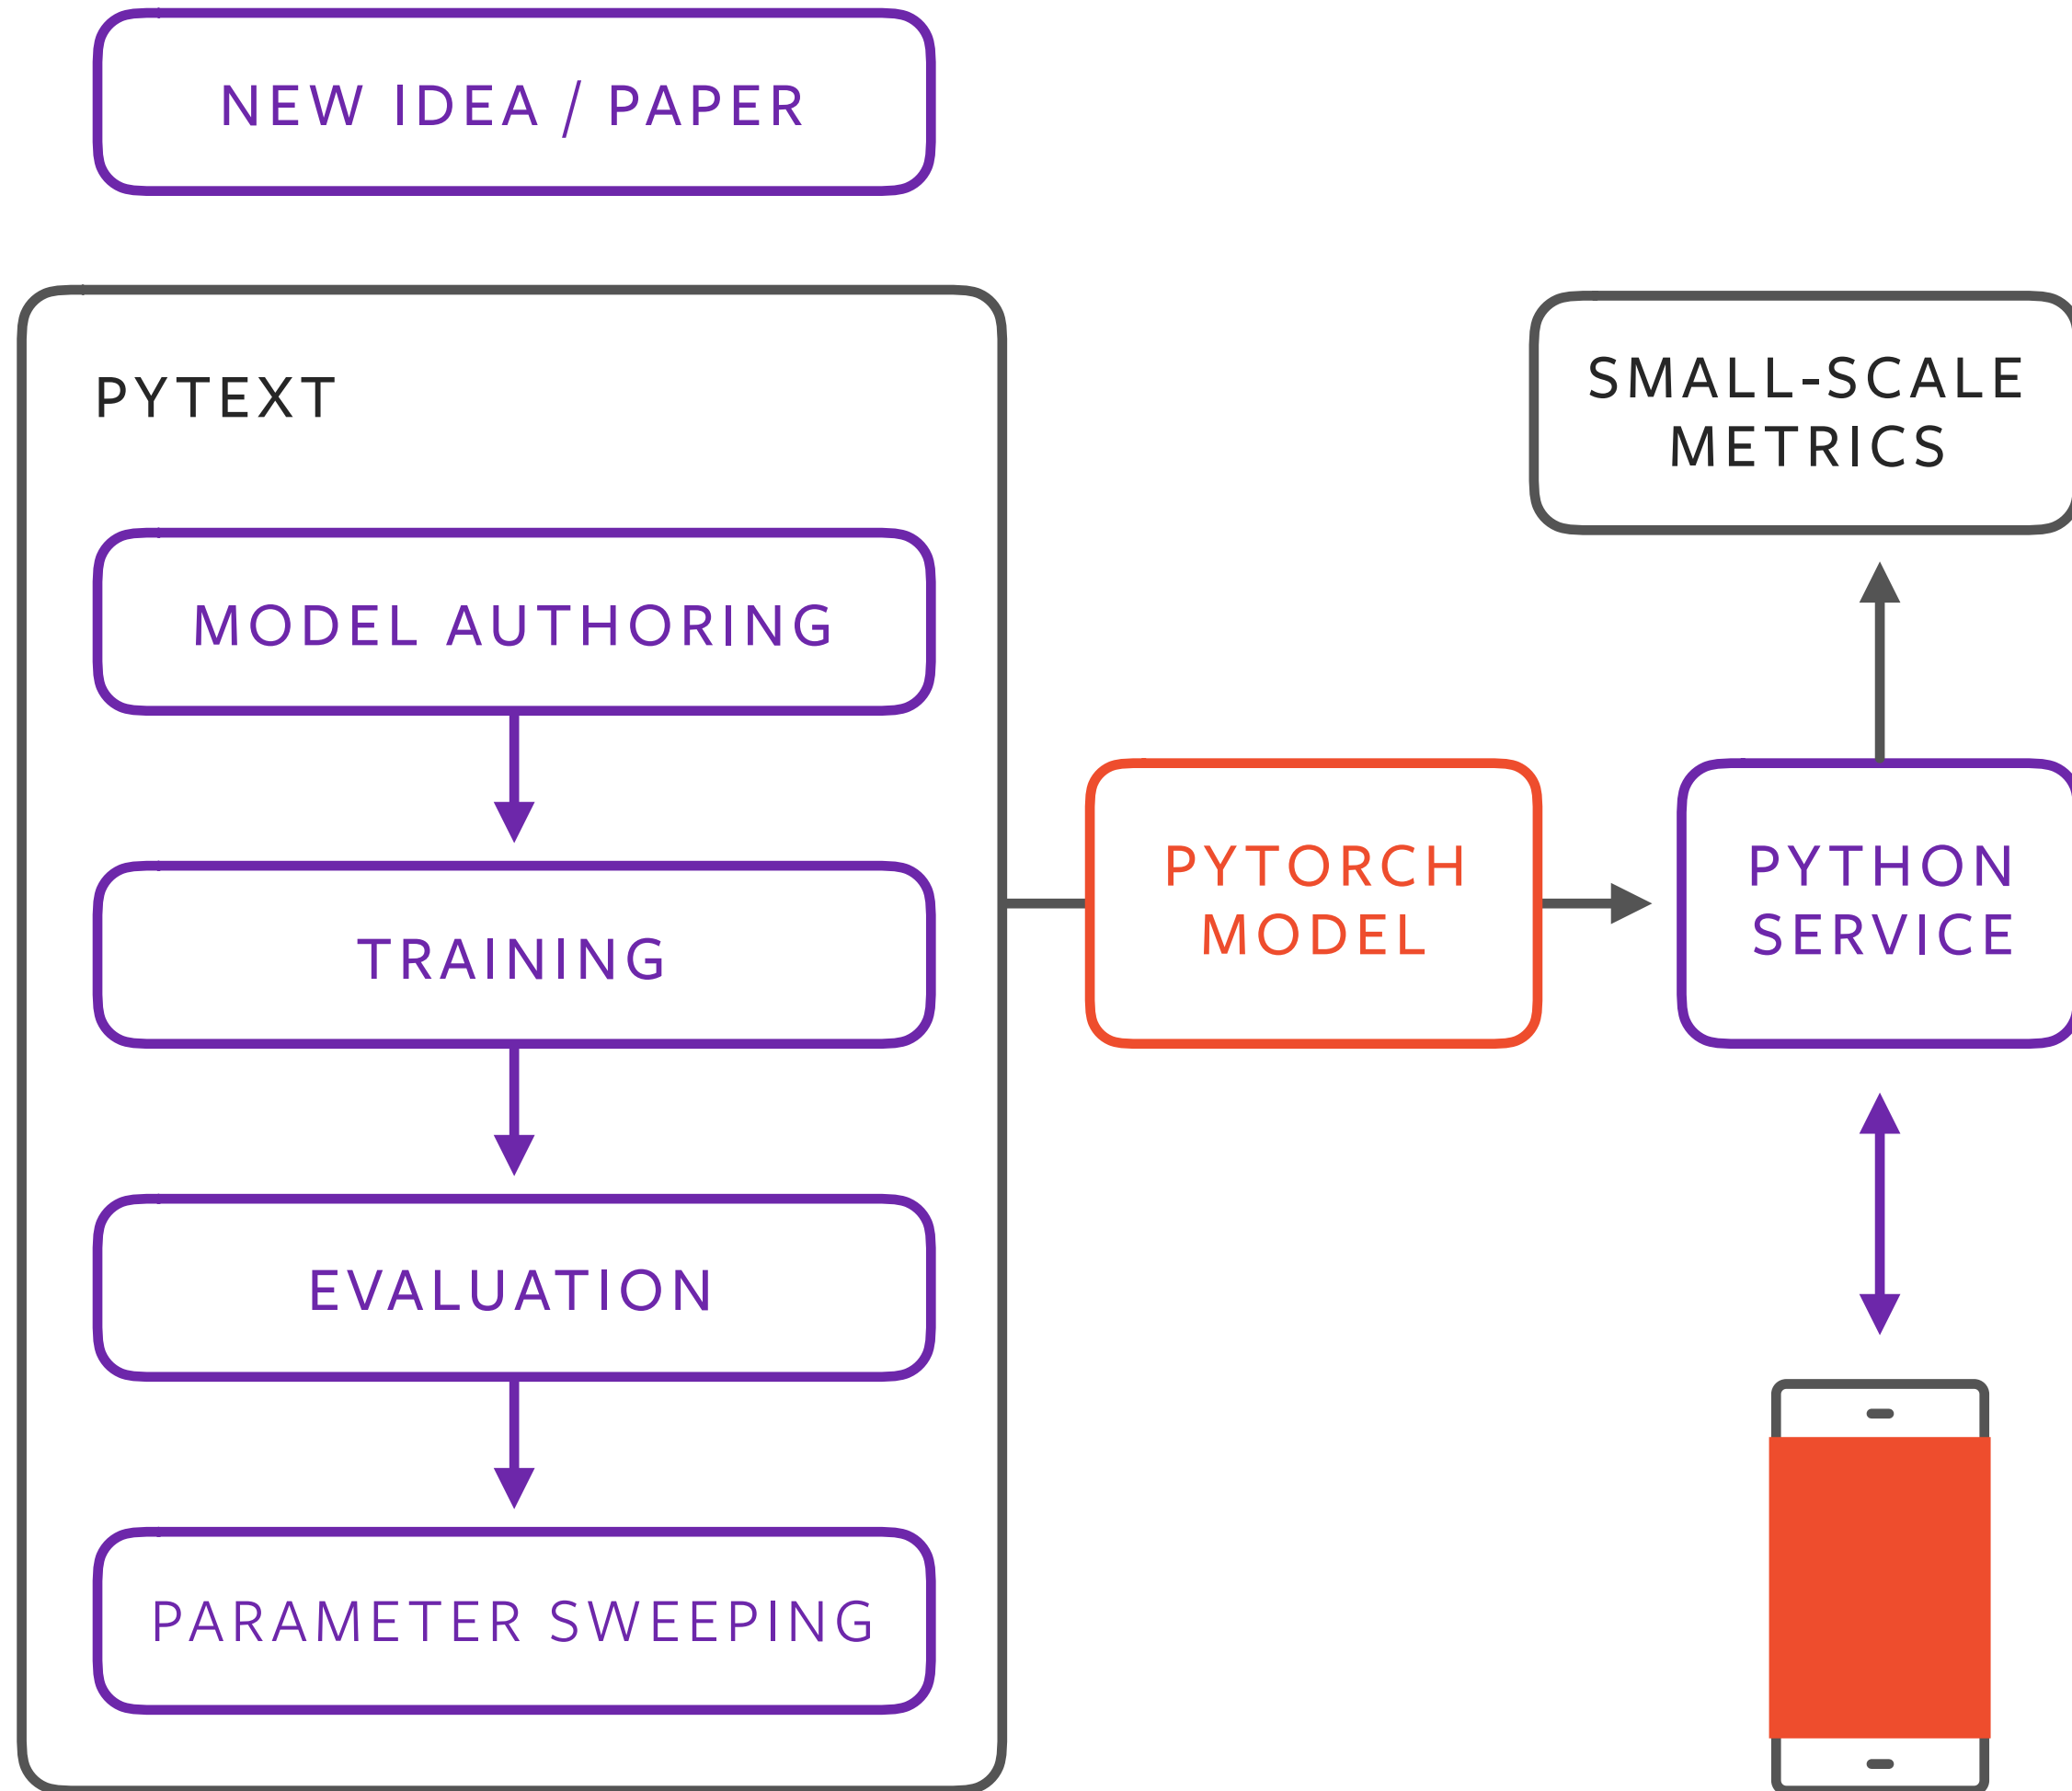 NEW IDEA / PAPER
PYTEXT
MODEL AUTHORING
TRAINING
EVALUATION
PARAMETER SWEEPING
PYTORCH
MODEL
SMALL-SCALE
METRICS
PYTHON
SERVICE